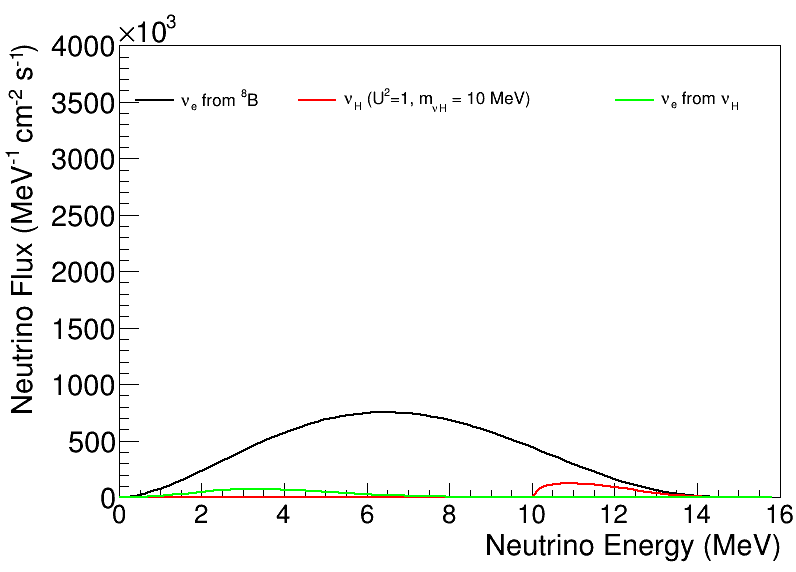 ×10³
4000
3500
3000
2500
2000
1500
1000
500
0
Neutrino Flux (MeV⁻¹ cm⁻² s⁻¹)
νₑ from ⁸B
ν_H (U²=1, m_νH = 10 MeV)
νₑ from ν_H
0 2 4 6 8 10 12 14 16
Neutrino Energy (MeV)